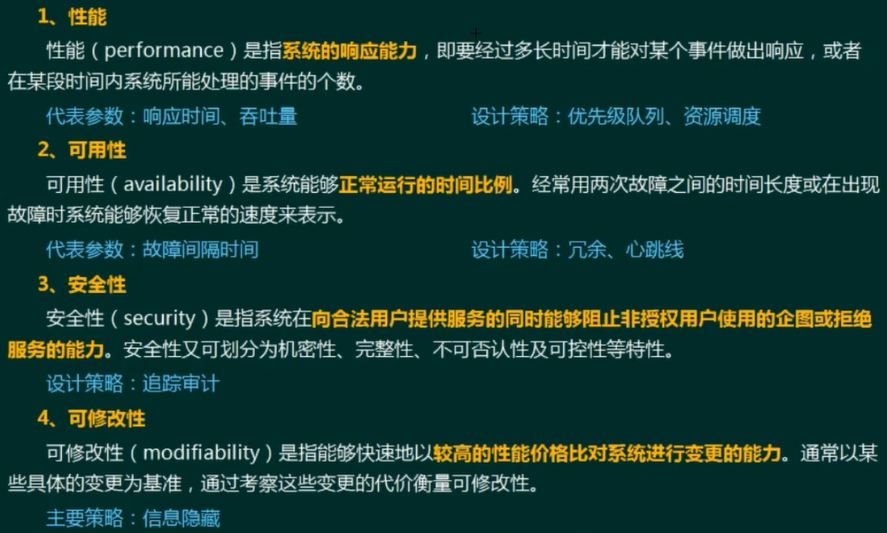 1、性能
性能（performance）是指系统的响应能力，即要经过多长时间才能对某个事件做出响应，或者
在某段时间内系统所能处理的事件的个数。
代表参数：响应时间、吞吐量 设计策略：优先级队列、资源调度
2、可用性
可用性（availability）是系统能够正常运行的时间比例。经常用两次故障之间的时间长度或在出现
故障时系统能够恢复正常的速度来表示。
代表参数：故障间隔时间 设计策略：冗余、心跳线
3、安全性
安全性（security）是指系统在向合法用户提供服务的同时能够阻止非授权用户使用的企图或拒绝
服务的能力。安全性又可划分为机密性、完整性、不可否认性及可控性等特性。
设计策略：追踪审计
4、可修改性
可修改性（modifiability）是指能够快速地以较高的性能价格比对系统进行变更的能力。通常以某
些具体的变更为基准，通过考察这些变更的代价衡量可修改性。
主要策略：信息隐藏